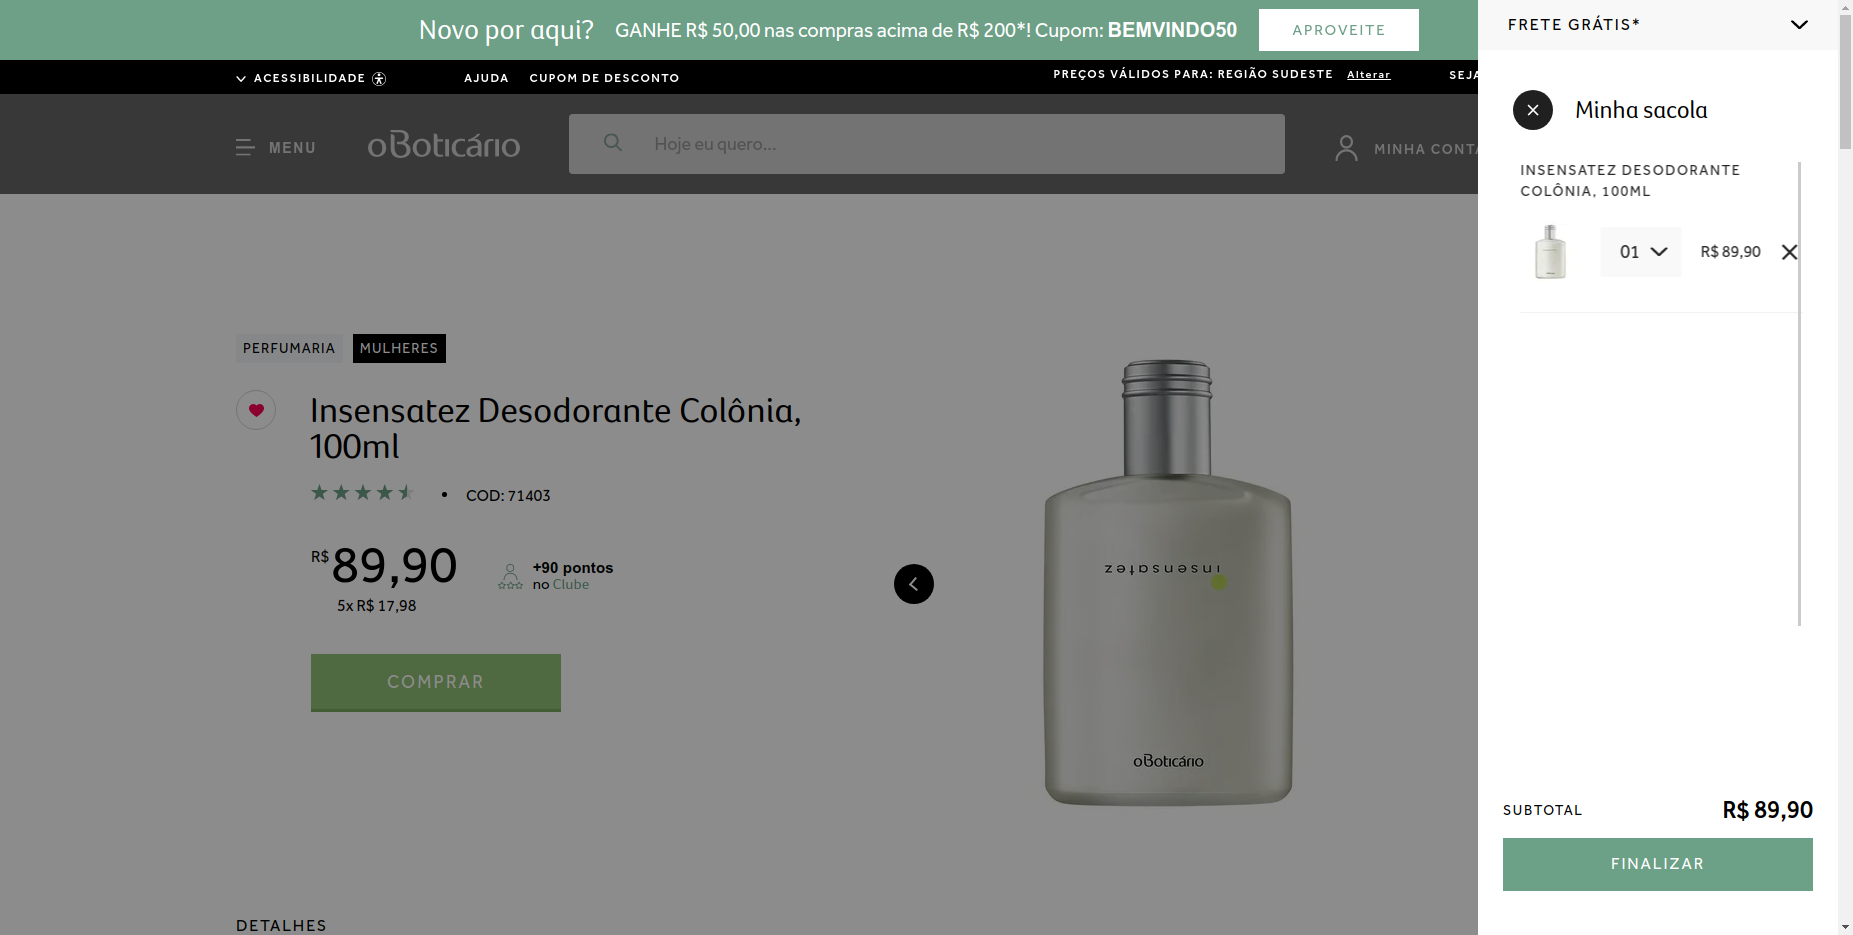 Novo por aqui? GANHE R$ 50,00 nas compras acima de R$ 200*! Cupom: BEMVINDO50 APROVEITE
FRETE GRÁTIS*
ACESSIBILIDADE AJUDA CUPOM DE DESCONTO PREÇOS VÁLIDOS PARA: REGIÃO SUDESTE Alterar SEJA
MENU oBoticário Hoje eu quero... MINHA CONTA
Minha sacola
INSENSATEZ DESODORANTE
COLÔNIA, 100ML
01 R$ 89,90
PERFUMARIA MULHERES
Insensatez Desodorante Colônia,
100ml
COD: 71403
R$ 89,90
5x R$ 17,98
+90 pontos
no Clube
COMPRAR
insensatez
oBoticário
SUBTOTAL R$ 89,90
FINALIZAR
DETALHES